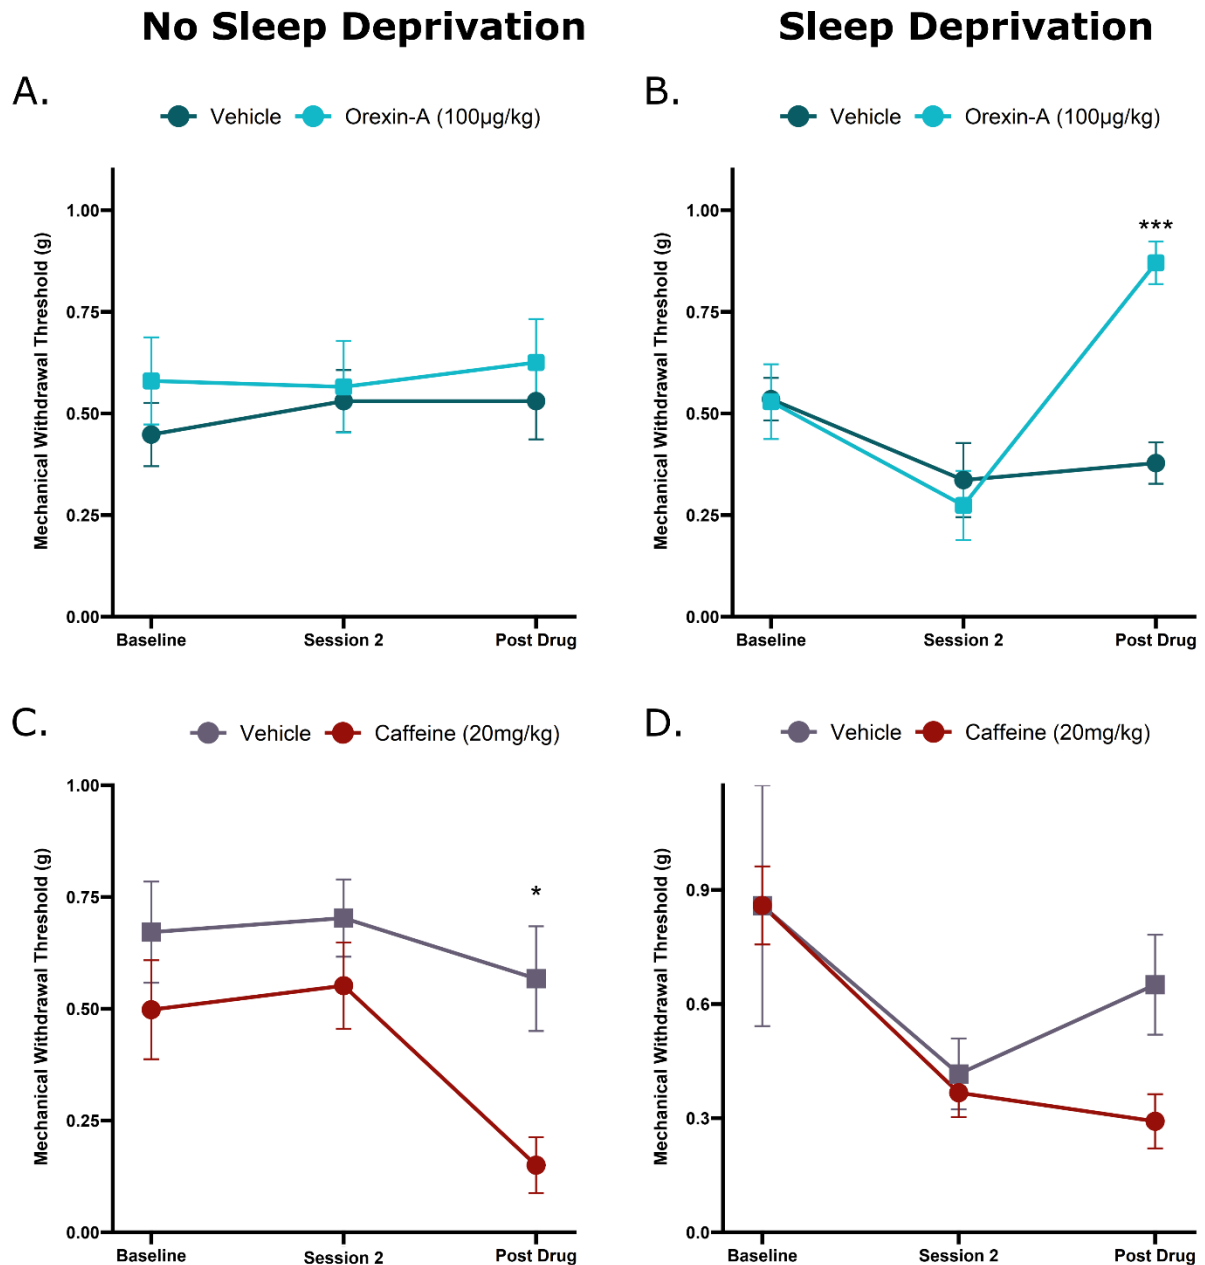 No Sleep Deprivation
Sleep Deprivation
A.
Vehicle Orexin-A (100µg/kg)
Mechanical Withdrawal Threshold (g)
1.00
0.75
0.50
0.25
0.00
Baseline Session 2 Post Drug
B.
Vehicle Orexin-A (100µg/kg)
Mechanical Withdrawal Threshold (g)
1.00
0.75
0.50
0.25
0.00
***
Baseline Session 2 Post Drug
C.
Vehicle Caffeine (20mg/kg)
Mechanical Withdrawal Threshold (g)
1.00
0.75
0.50
0.25
0.00
*
Baseline Session 2 Post Drug
D.
Vehicle Caffeine (20mg/kg)
Mechanical Withdrawal Threshold (g)
0.9
0.6
0.3
0.0
Baseline Session 2 Post Drug